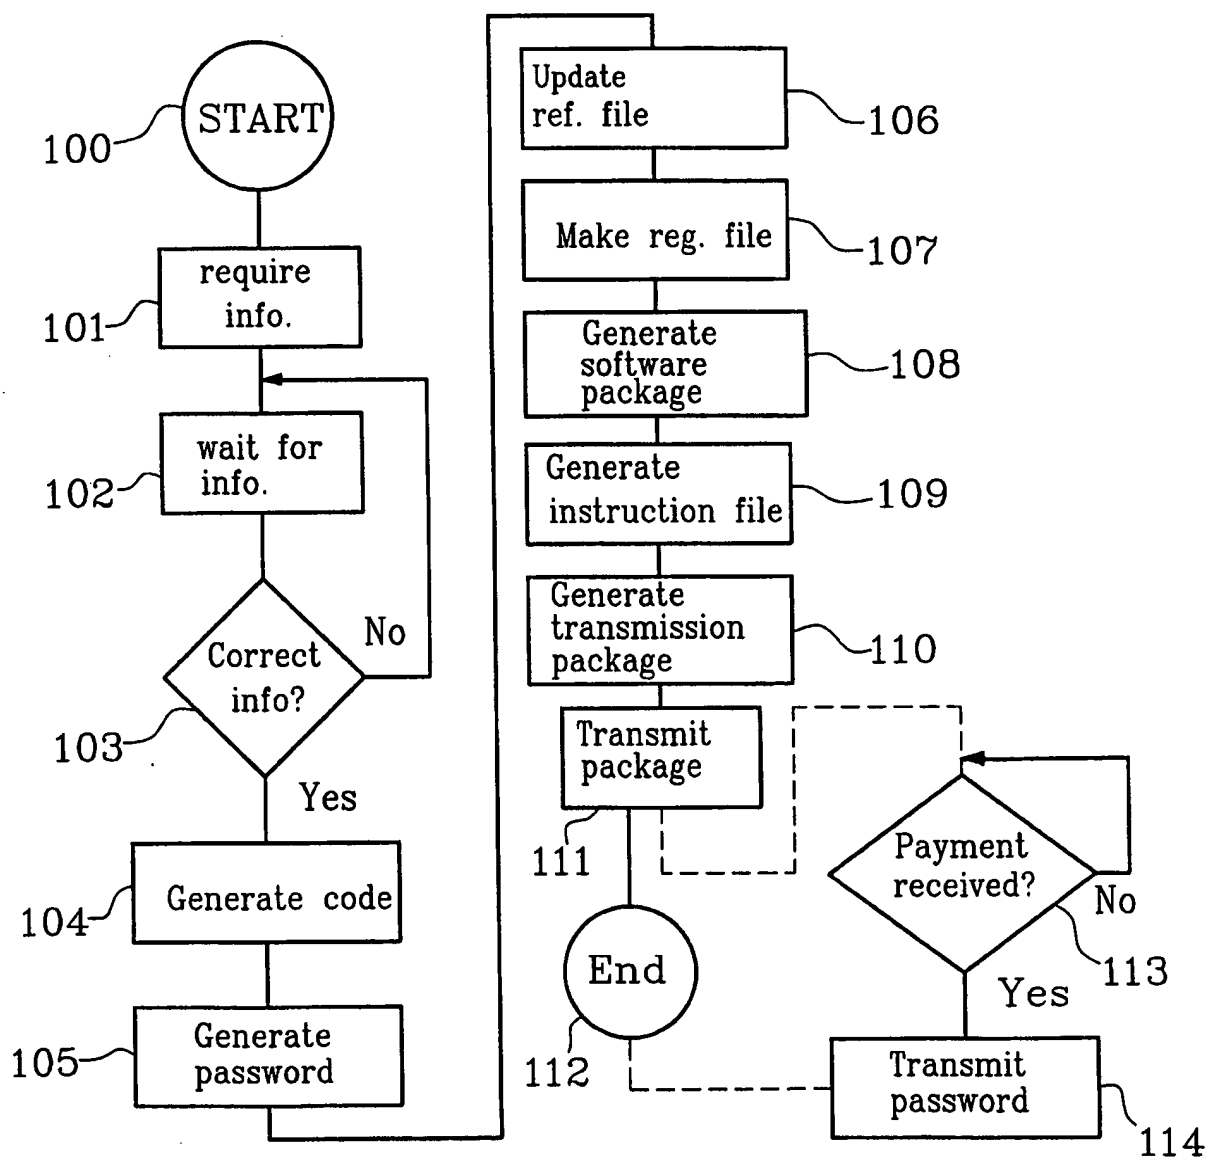 START
100
require
info.
101
wait for
info.
102
Correct
info?
No
103
Yes
Generate code
104
Generate
password
105
Update
ref. file
106
Make reg. file
107
Generate
software
package
108
Generate
instruction file
109
Generate
transmission
package
110
Transmit
package
111
End
112
Payment
received?
No
113
Yes
Transmit
password
114